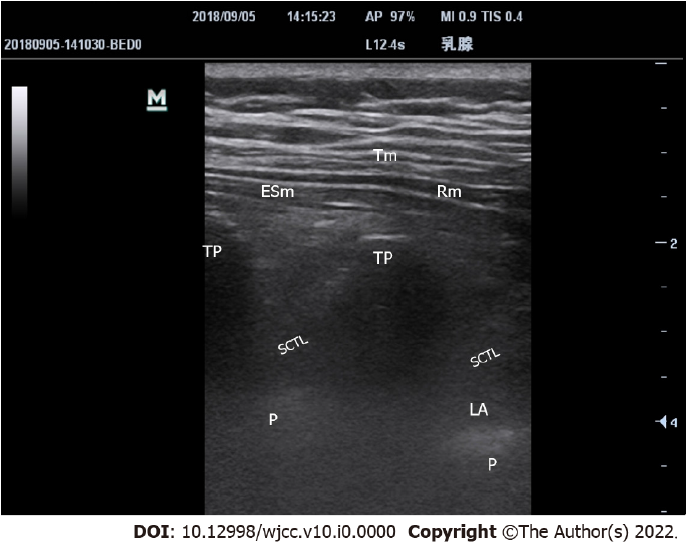 2018/09/05 14:15:23 AP 97% MI 0.9 TIS 0.4
20180905-141030-BED0 L12-4s 乳腺
M
Tm
ESm Rm
TP TP
2
SCTL SCTL
LA
P 4
P
DOI: 10.12998/wjcc.v10.i0.0000 Copyright ©The Author(s) 2022.